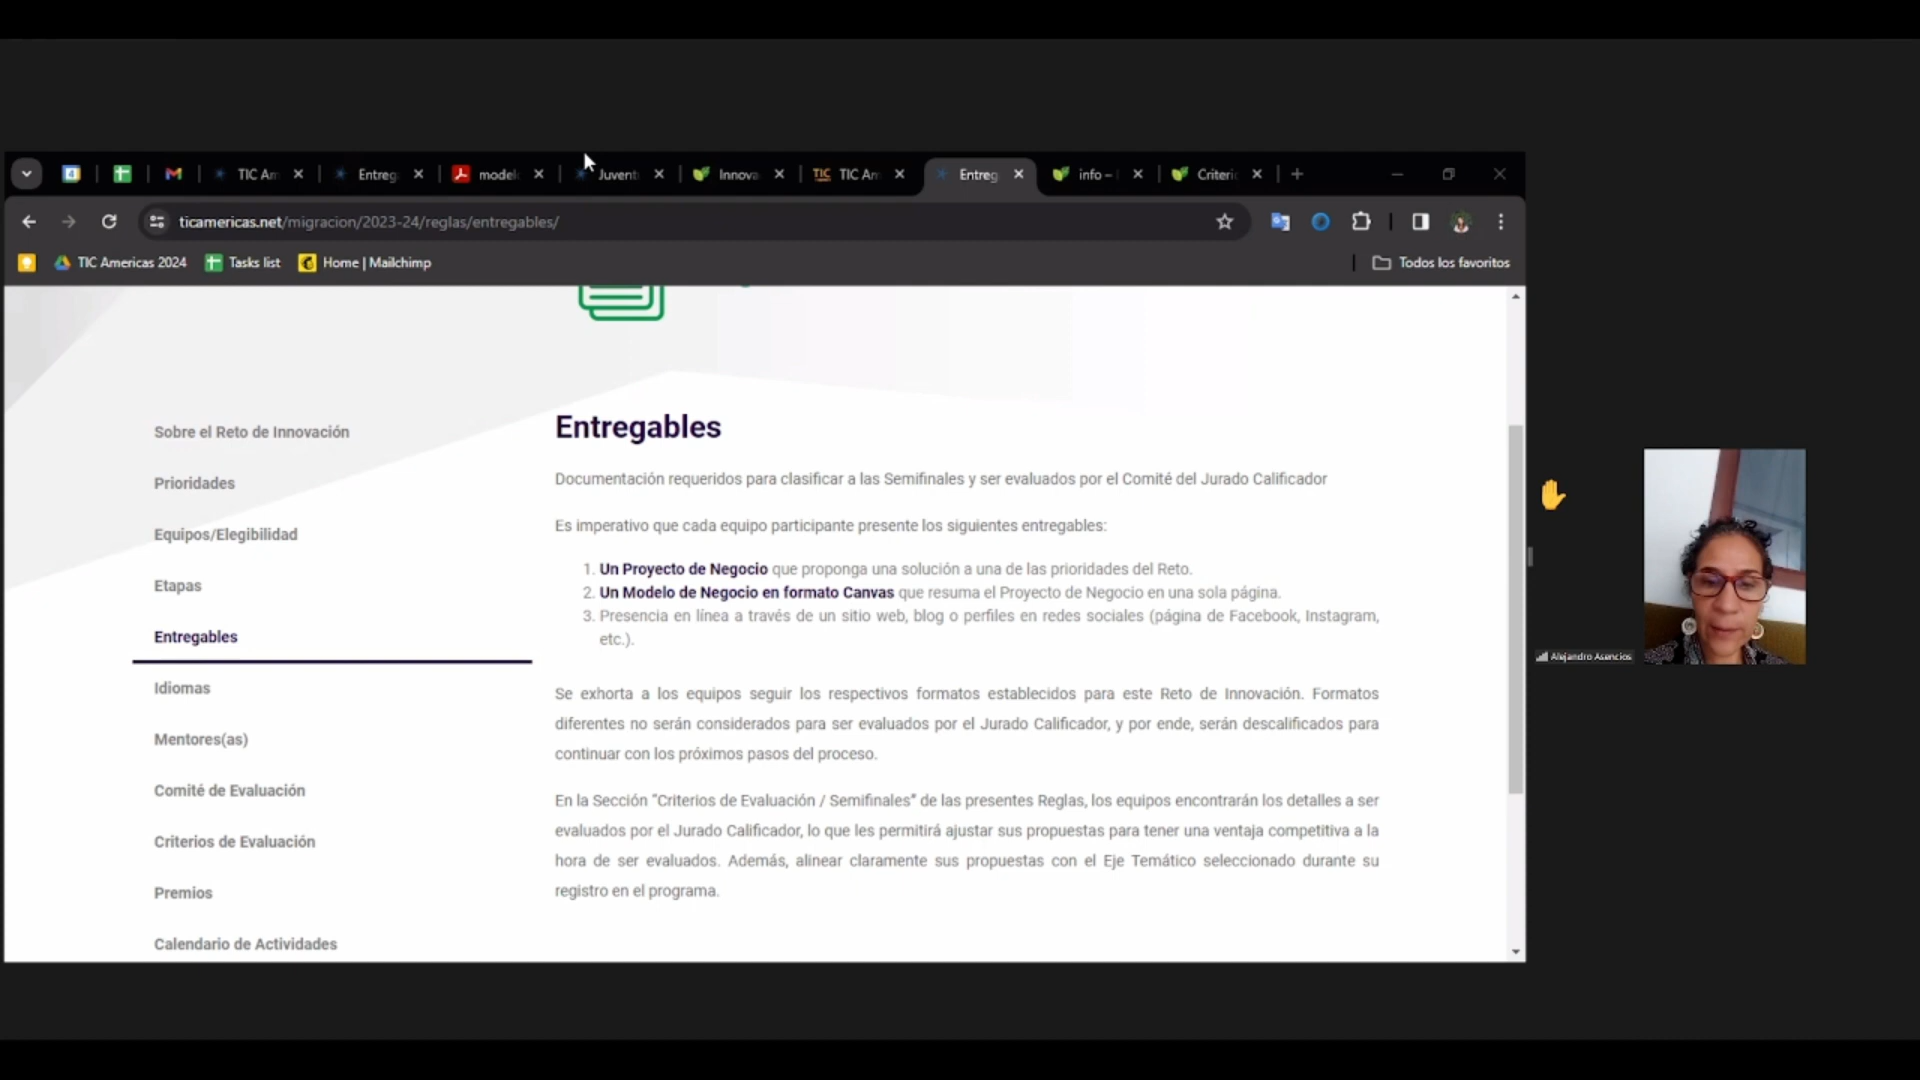 TIC Am
Entreg
model
Juvent
Innova
TIC TIC Am
Entreg
info –
Criteri
ticamericas.net/migracion/2023-24/reglas/entregables/
TIC Americas 2024
Tasks list
Home | Mailchimp
Todos los favoritos
Sobre el Reto de Innovación
Prioridades
Equipos/Elegibilidad
Etapas
Entregables
Idiomas
Mentores(as)
Comité de Evaluación
Criterios de Evaluación
Premios
Calendario de Actividades
Entregables
Documentación requeridos para clasificar a las Semifinales y ser evaluados por el Comité del Jurado Calificador
Es imperativo que cada equipo participante presente los siguientes entregables:
1. Un Proyecto de Negocio que proponga una solución a una de las prioridades del Reto.
2. Un Modelo de Negocio en formato Canvas que resuma el Proyecto de Negocio en una sola página.
3. Presencia en línea a través de un sitio web, blog o perfiles en redes sociales (página de Facebook, Instagram,
etc.).
Se exhorta a los equipos seguir los respectivos formatos establecidos para este Reto de Innovación. Formatos
diferentes no serán considerados para ser evaluados por el Jurado Calificador, y por ende, serán descalificados para
continuar con los próximos pasos del proceso.
En la Sección "Criterios de Evaluación / Semifinales" de las presentes Reglas, los equipos encontrarán los detalles a ser
evaluados por el Jurado Calificador, lo que les permitirá ajustar sus propuestas para tener una ventaja competitiva a la
hora de ser evaluados. Además, alinear claramente sus propuestas con el Eje Temático seleccionado durante su
registro en el programa.
Alejandro Asencios